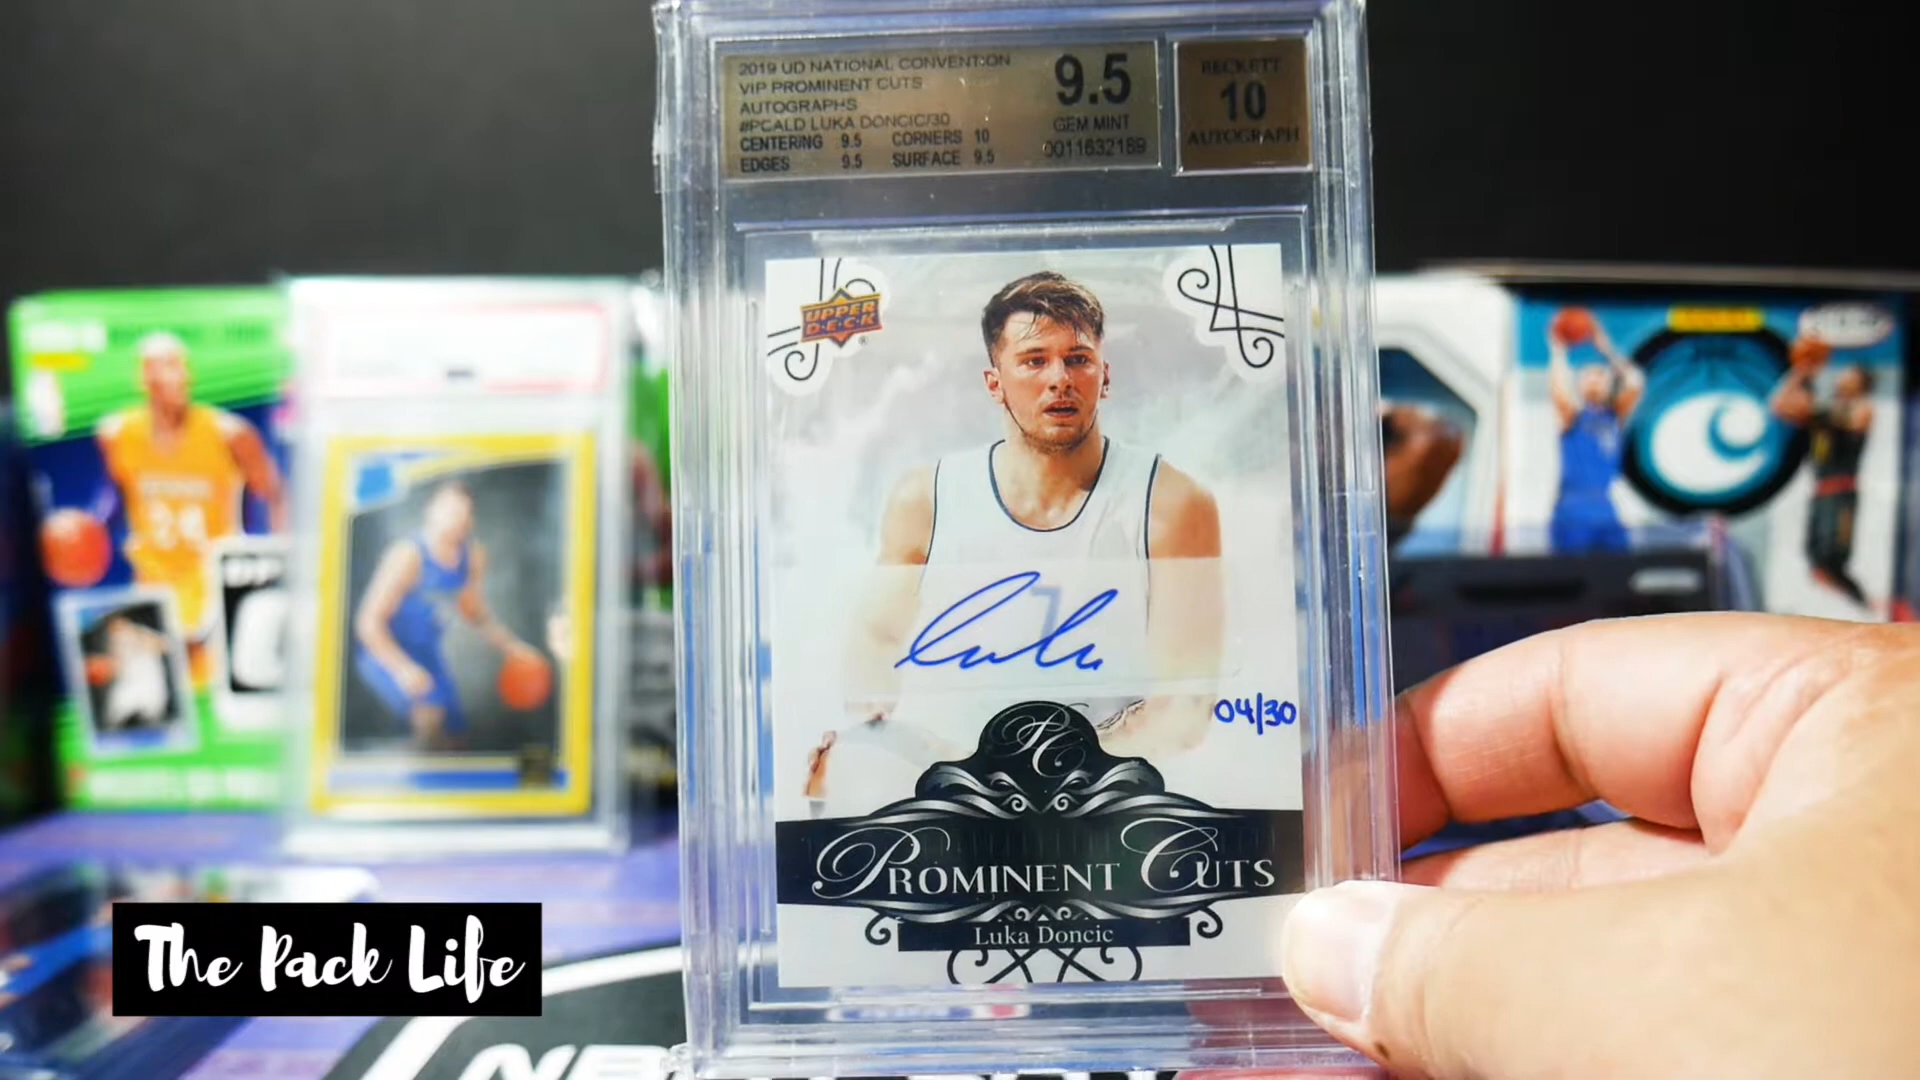 2019 UD NATIONAL CONVENTION
VIP PROMINENT CUTS
AUTOGRAPHS
#PCALD LUKA DONCIC/30
CENTERING 9.5 CORNERS 10
EDGES 9.5 SURFACE 9.5
9.5
GEM MINT
0011632189
BECKETT
10
AUTOGRAPH
UPPER
DECK
24
Luka
04/30
PC
PROMINENT CUTS
Luka Doncic
The Pack Life